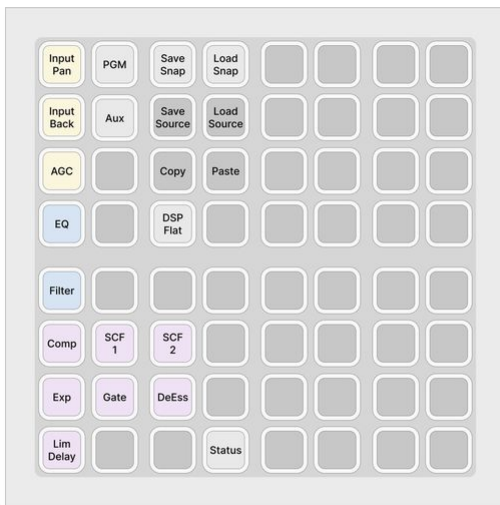 Input
Pan
PGM
Save
Snap
Load
Snap
Input
Back
Aux
Save
Source
Load
Source
AGC
Copy
Paste
EQ
DSP
Flat
Filter
Comp
SCF
1
SCF
2
Exp
Gate
DeEss
Lim
Delay
Status